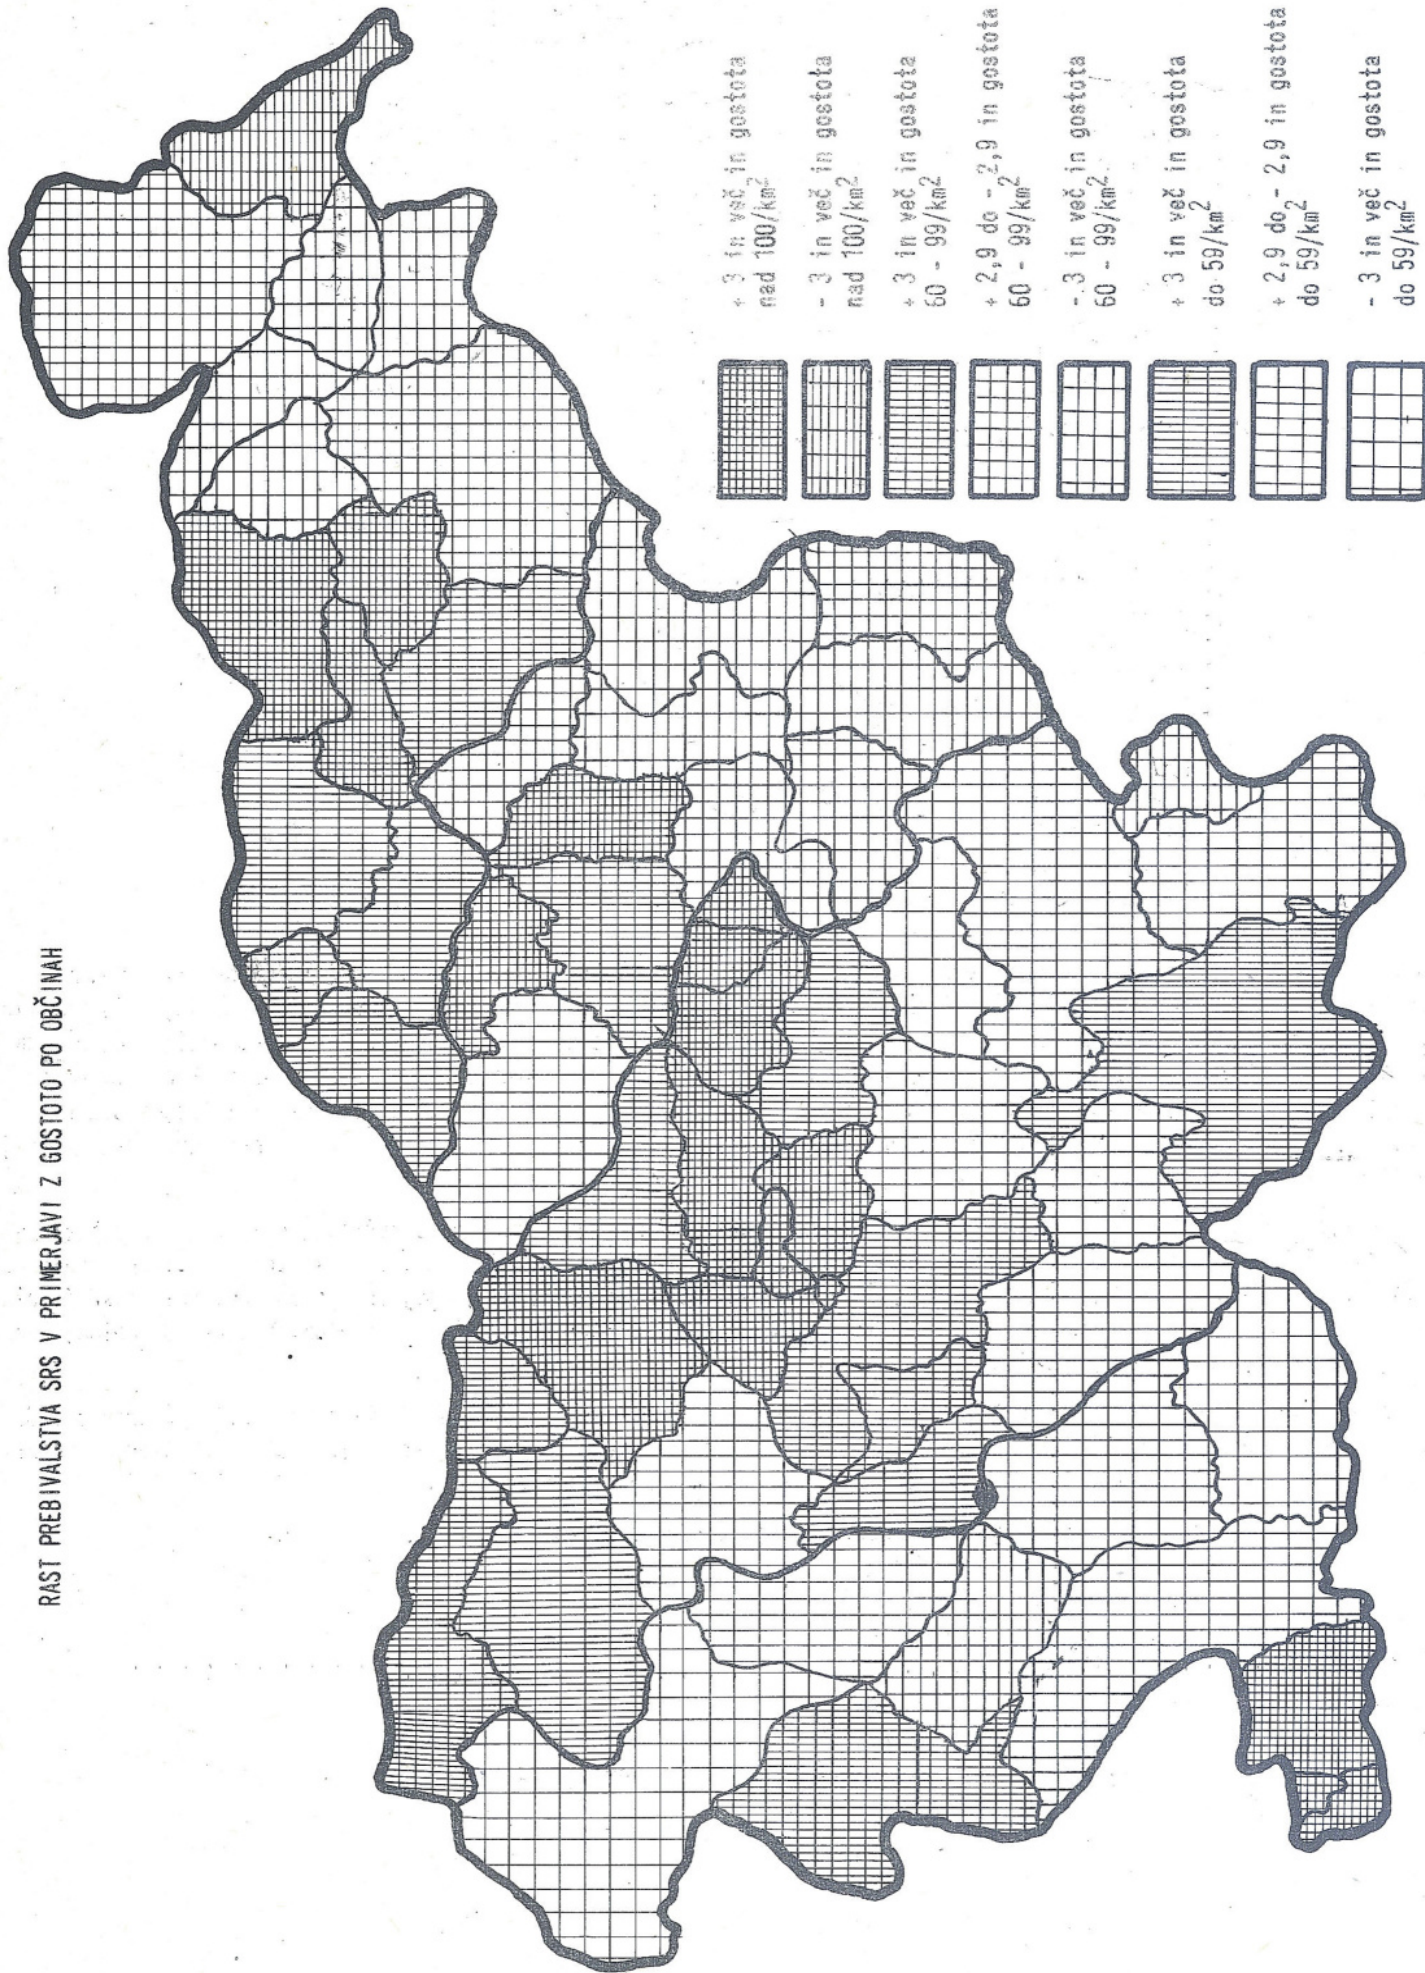 RAST PREBIVALSTVA SRS V PRIMERJAVI Z GOSTOTO PO OBČINAH
+ 3 in več in gostota
nad 100/km²
- 3 in več in gostota
nad 100/km²
+ 3 in več in gostota
60 - 99/km2
+ 2,9 do - 2,9 in gostota
60 - 99/km²
- 3 in več in gostota
60 - 99/km²
+ 3 in več in gostota
do 59/km²
+ 2,9 do - 2,9 in gostota
do 59/km²
- 3 in več in gostota
do 59/km²